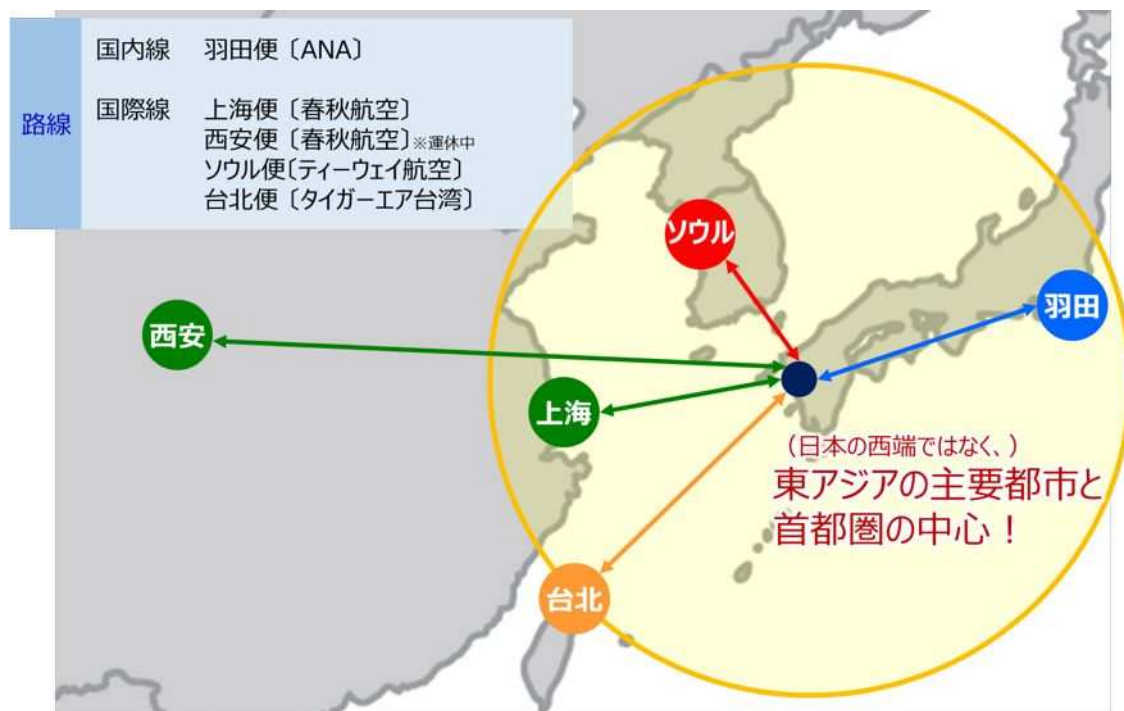 路線
国内線 羽田便〔ANA〕
国際線 上海便〔春秋航空〕
西安便〔春秋航空〕※運休中
ソウル便〔ティーウェイ航空〕
台北便〔タイガーエア台湾〕
ソウル
羽田
西安
上海
（日本の西端ではなく、）
東アジアの主要都市と
首都圏の中心！
台北